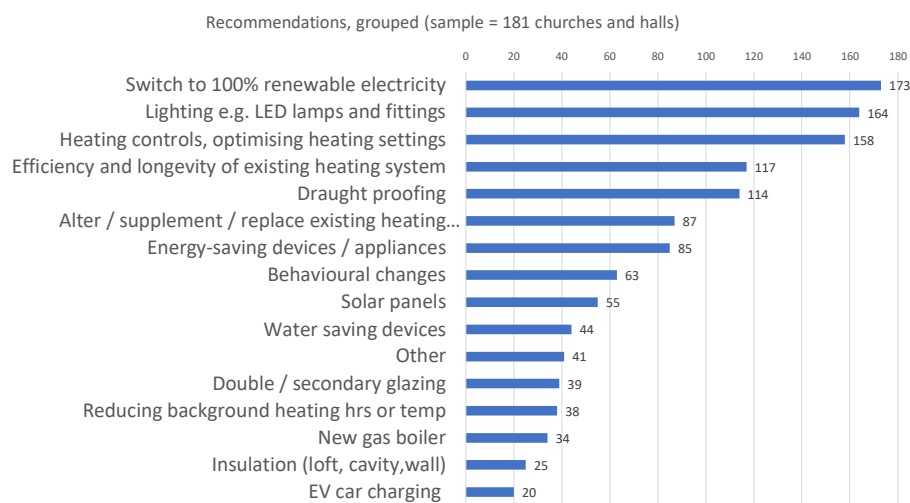 Recommendations, grouped (sample = 181 churches and halls)
0 20 40 60 80 100 120 140 160 180
Switch to 100% renewable electricity 173
Lighting e.g. LED lamps and fittings 164
Heating controls, optimising heating settings 158
Efficiency and longevity of existing heating system 117
Draught proofing 114
Alter / supplement / replace existing heating... 87
Energy-saving devices / appliances 85
Behavioural changes 63
Solar panels 55
Water saving devices 44
Other 41
Double / secondary glazing 39
Reducing background heating hrs or temp 38
New gas boiler 34
Insulation (loft, cavity,wall) 25
EV car charging 20